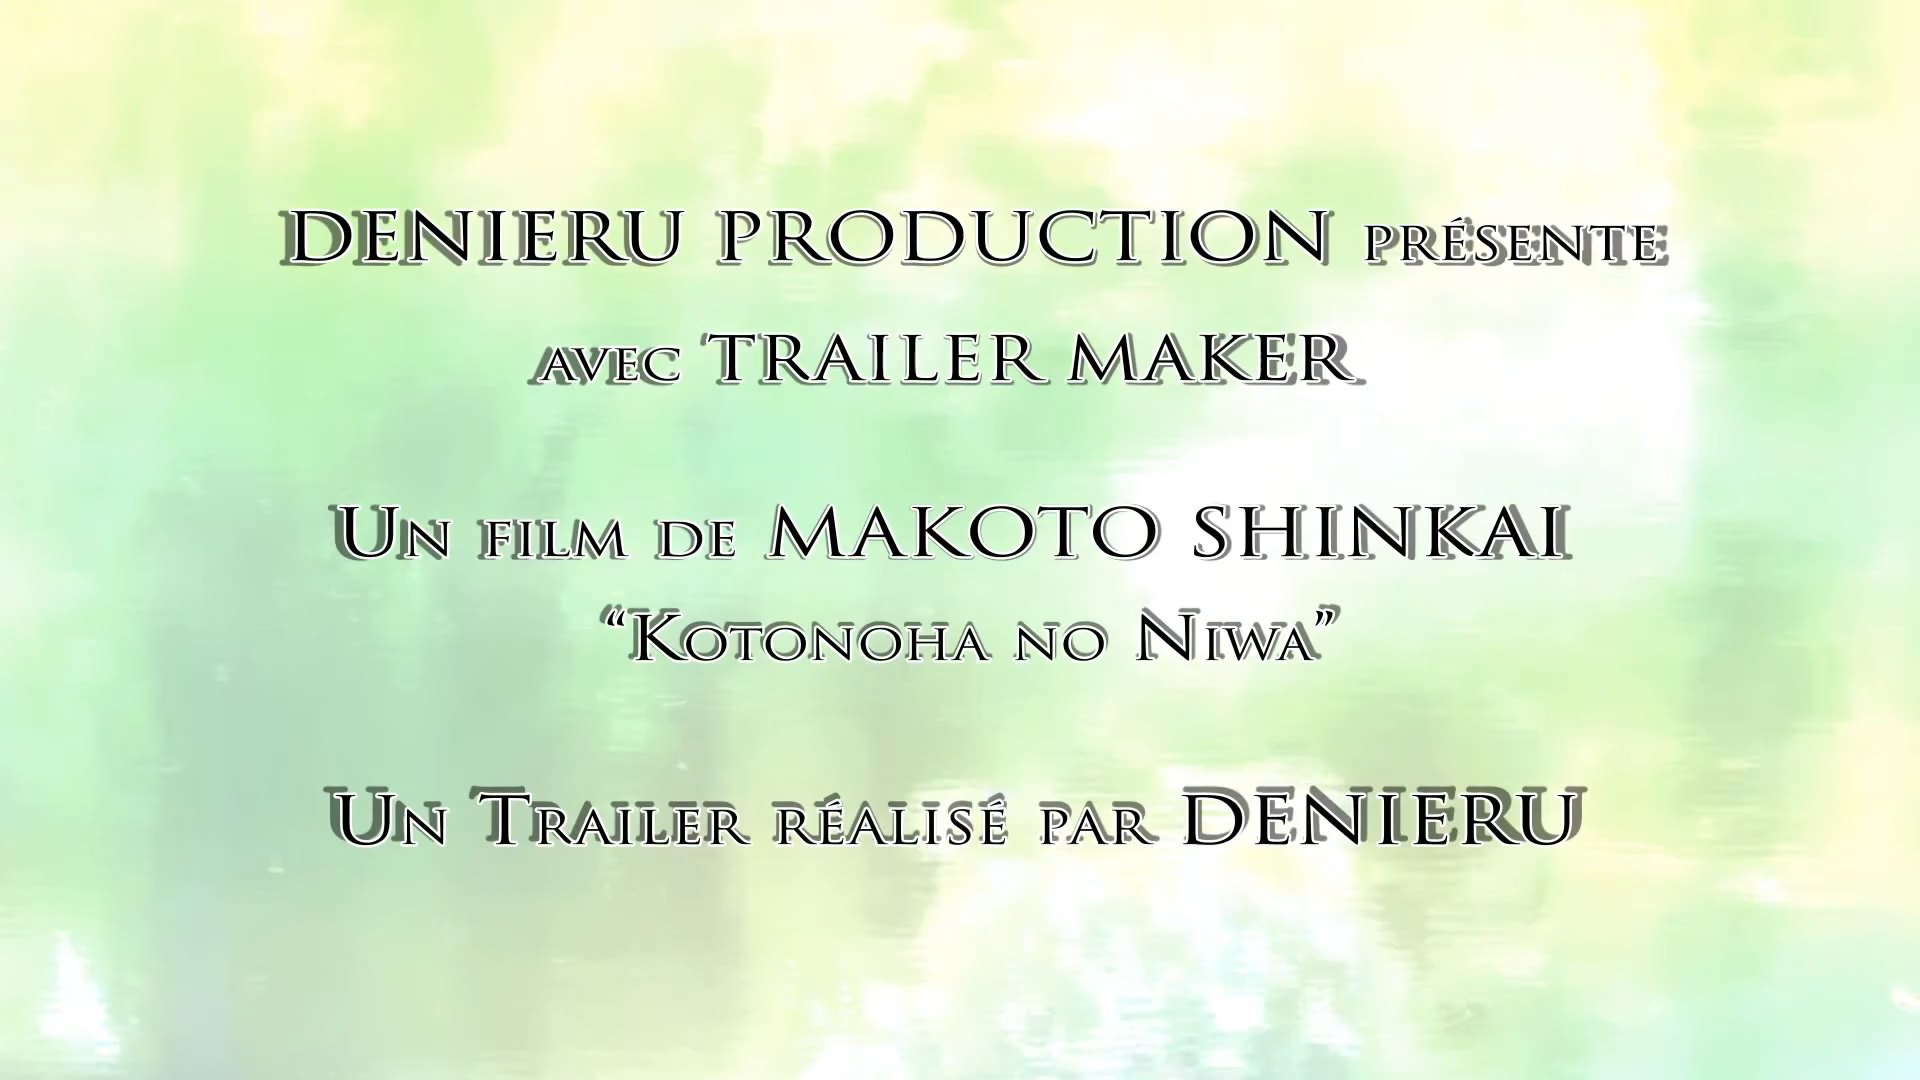 DENIERU PRODUCTION PRÉSENTE
AVEC TRAILER MAKER
UN FILM DE MAKOTO SHINKAI
“KOTONOHA NO NIWA”
UN TRAILER RÉALISÉ PAR DENIERU